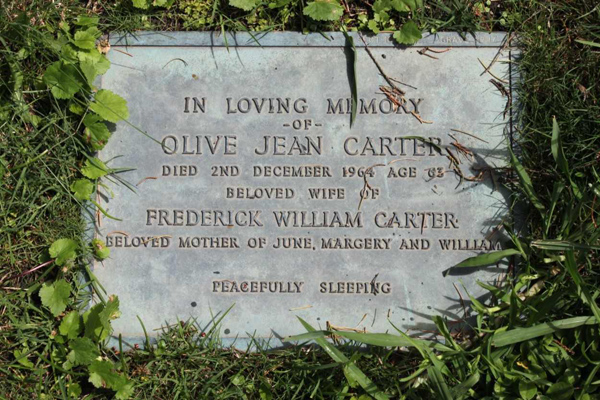 IN LOVING MEMORY
-OF-
OLIVE JEAN CARTER
DIED 2ND DECEMBER 1964 AGE 63
BELOVED WIFE OF
FREDERICK WILLIAM CARTER
BELOVED MOTHER OF JUNE, MARGERY AND WILLIAM
PEACEFULLY SLEEPING